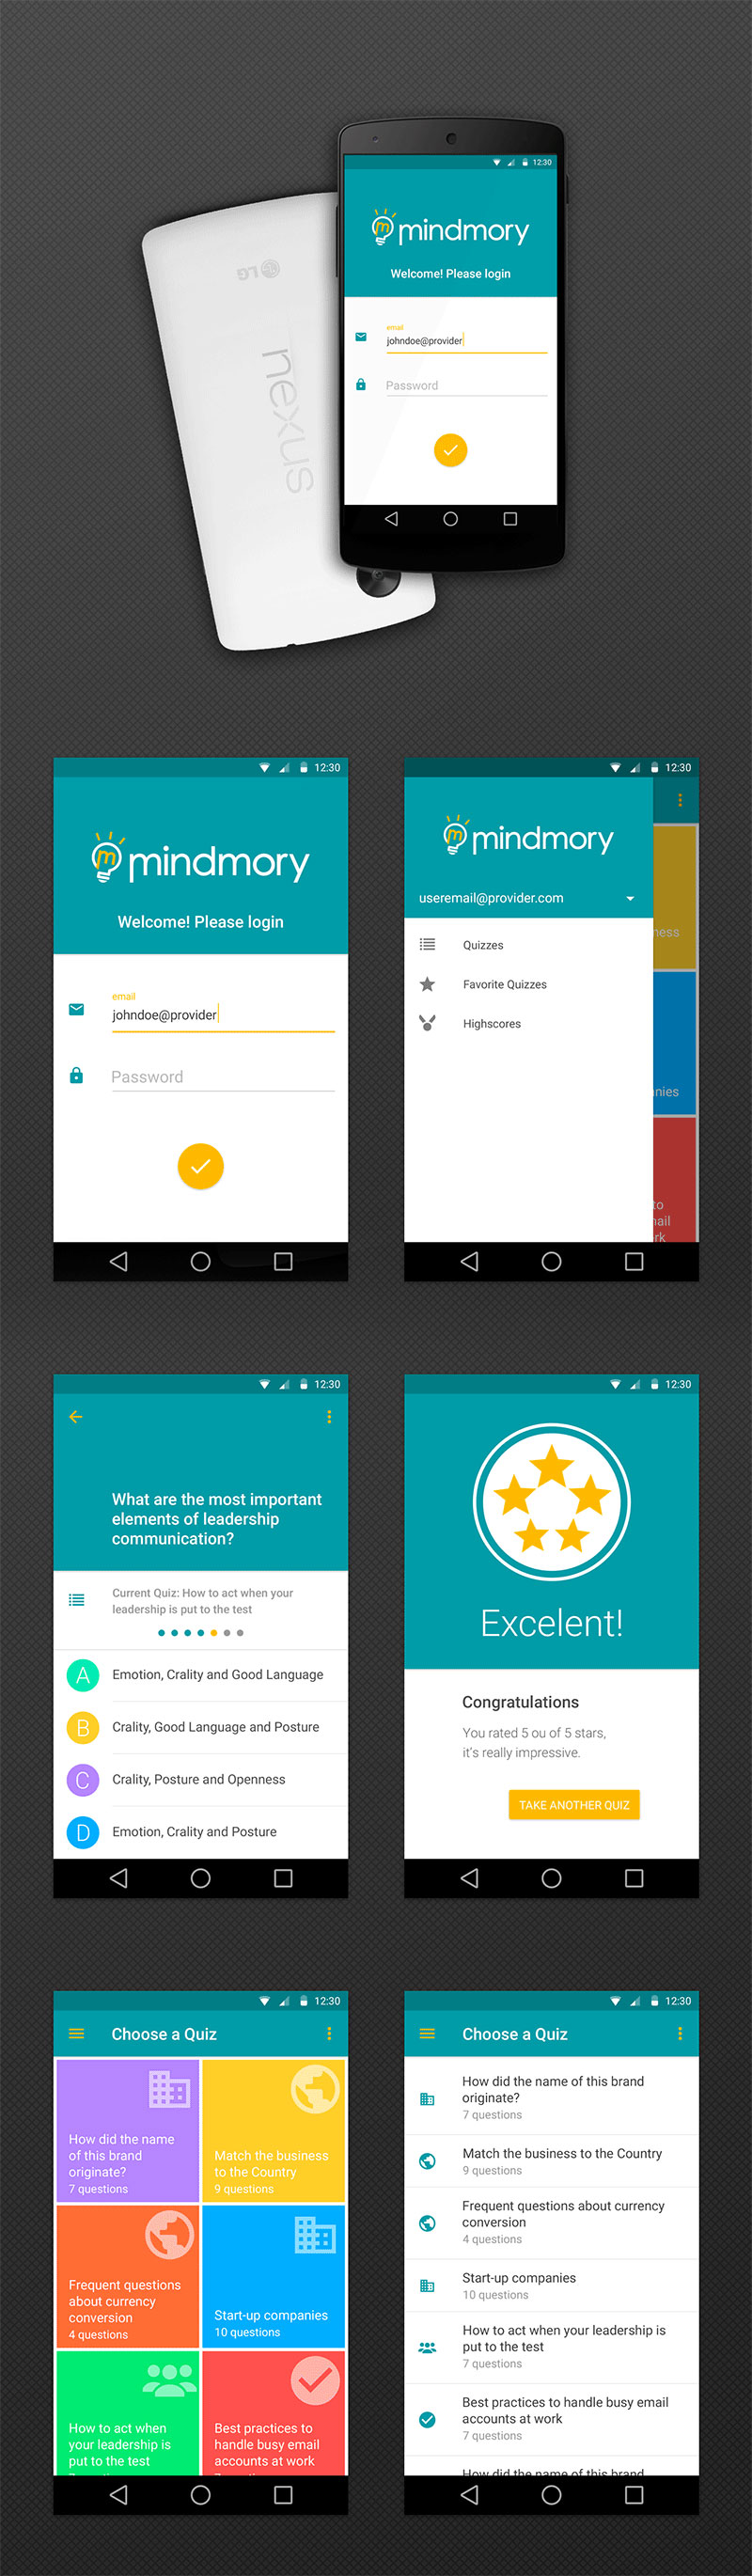 12:30
mindmory
Welcome! Please login
email
johndoe@provider
Password
LG
nexus
12:30
mindmory
Welcome! Please login
email
johndoe@provider
Password
12:30
mindmory
useremail@provider.com
Quizzes
Favorite Quizzes
Highscores
ness
nies
to
ail
rk
12:30
What are the most important
elements of leadership
communication?
Current Quiz: How to act when your
leadership is put to the test
A Emotion, Crality and Good Language
B Crality, Good Language and Posture
C Crality, Posture and Openness
D Emotion, Crality and Posture
12:30
Excelent!
Congratulations
You rated 5 ou of 5 stars,
it's really impressive.
TAKE ANOTHER QUIZ
12:30
Choose a Quiz
How did the name
of this brand
originate?
7 questions
Match the business
to the Country
9 questions
Frequent questions
about currency
conversion
4 questions
Start-up companies
10 questions
How to act when
your leadership is
put to the test
Best practices to
handle busy email
accounts at work
12:30
Choose a Quiz
How did the name of this brand
originate?
7 questions
Match the business to the Country
9 questions
Frequent questions about currency
conversion
4 questions
Start-up companies
10 questions
How to act when your leadership is
put to the test
7 questions
Best practices to handle busy email
accounts at work
7 questions
How did the name of this brand